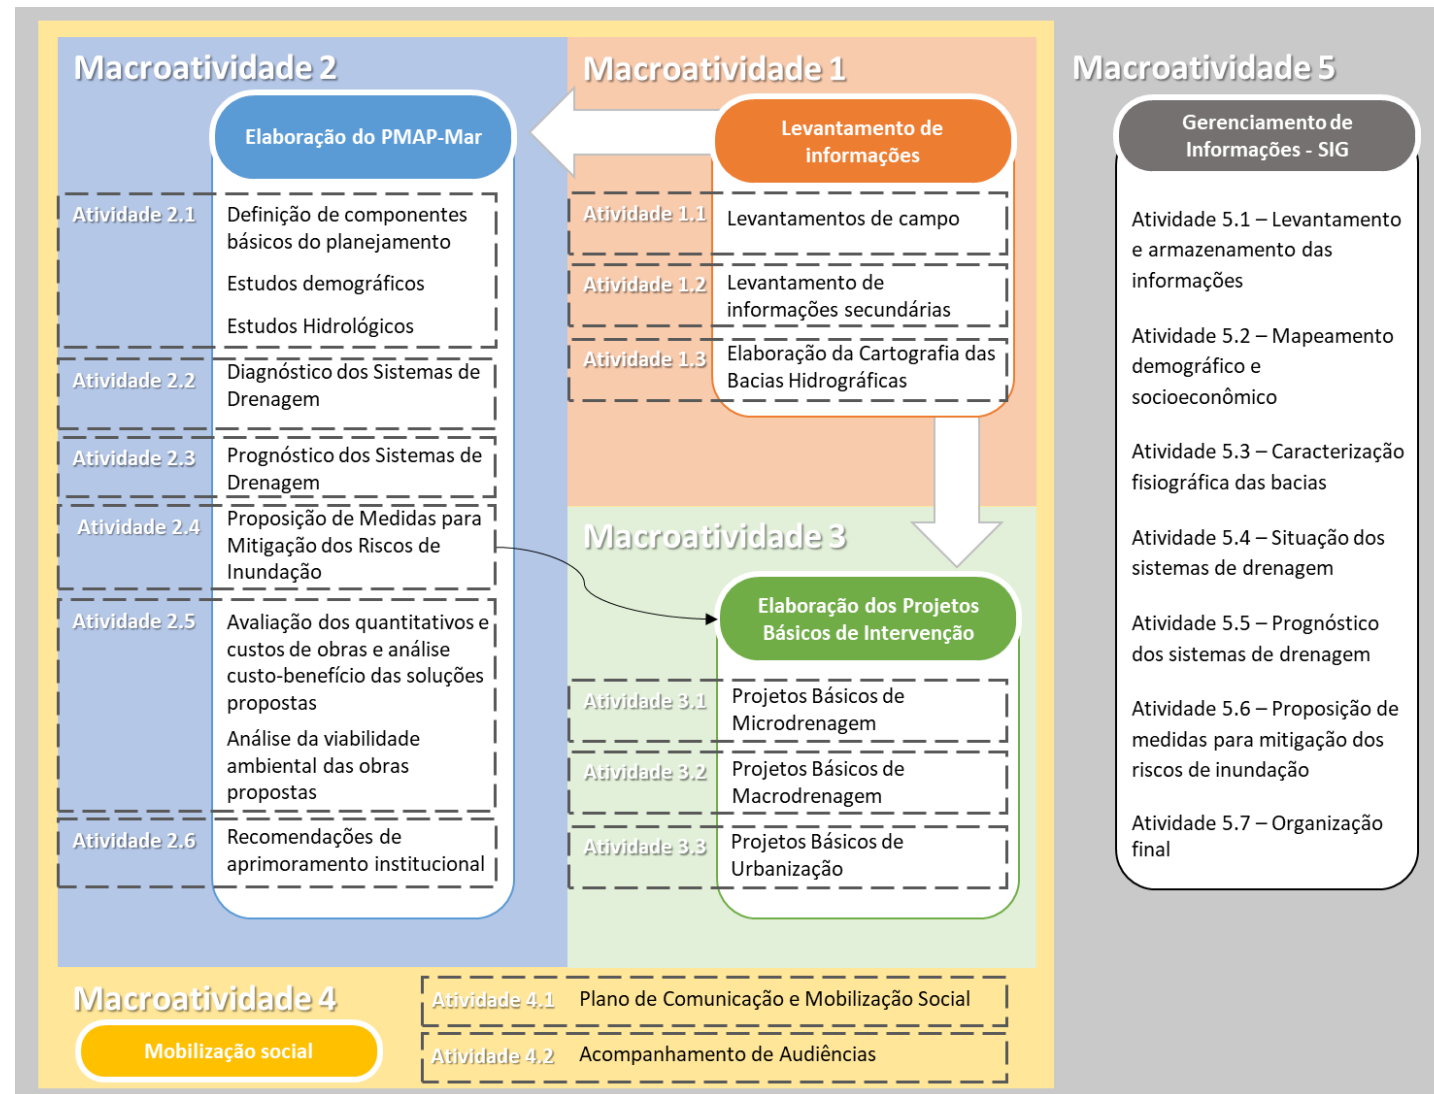 Macroatividade 2
Elaboração do PMAP-Mar
Atividade 2.1
Definição de componentes
básicos do planejamento
Estudos demográficos
Estudos Hidrológicos
Atividade 2.2
Diagnóstico dos Sistemas de
Drenagem
Atividade 2.3
Prognóstico dos Sistemas de
Drenagem
Atividade 2.4
Proposição de Medidas para
Mitigação dos Riscos de
Inundação
Atividade 2.5
Avaliação dos quantitativos e
custos de obras e análise
custo-benefício das soluções
propostas
Análise da viabilidade
ambiental das obras
propostas
Atividade 2.6
Recomendações de
aprimoramento institucional
Macroatividade 1
Levantamento de
informações
Atividade 1.1
Levantamentos de campo
Atividade 1.2
Levantamento de
informações secundárias
Atividade 1.3
Elaboração da Cartografia das
Bacias Hidrográficas
Macroatividade 3
Elaboração dos Projetos
Básicos de Intervenção
Atividade 3.1
Projetos Básicos de
Microdrenagem
Atividade 3.2
Projetos Básicos de
Macrodrenagem
Atividade 3.3
Projetos Básicos de
Urbanização
Macroatividade 4
Mobilização social
Atividade 4.1
Plano de Comunicação e Mobilização Social
Atividade 4.2
Acompanhamento de Audiências
Macroatividade 5
Gerenciamento de
Informações - SIG
Atividade 5.1 – Levantamento
e armazenamento das
informações
Atividade 5.2 – Mapeamento
demográfico e
socioeconômico
Atividade 5.3 – Caracterização
fisiográfica das bacias
Atividade 5.4 – Situação dos
sistemas de drenagem
Atividade 5.5 – Prognóstico
dos sistemas de drenagem
Atividade 5.6 – Proposição de
medidas para mitigação dos
riscos de inundação
Atividade 5.7 – Organização
final